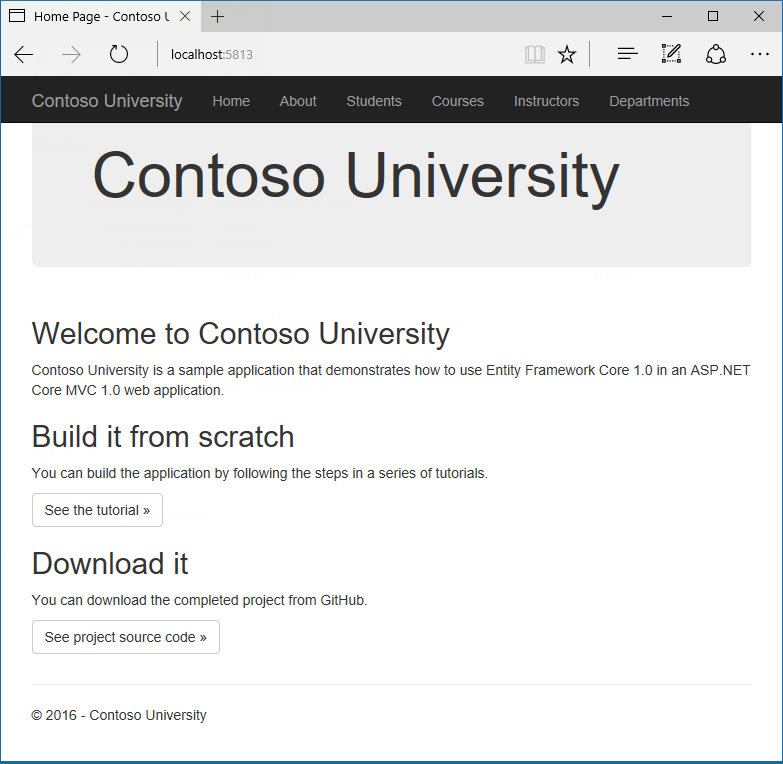 Home Page - Contoso U
localhost:5813
Contoso University Home About Students Courses Instructors Departments
Contoso University
Welcome to Contoso University
Contoso University is a sample application that demonstrates how to use Entity Framework Core 1.0 in an ASP.NET
Core MVC 1.0 web application.
Build it from scratch
You can build the application by following the steps in a series of tutorials.
See the tutorial »
Download it
You can download the completed project from GitHub.
See project source code »
© 2016 - Contoso University